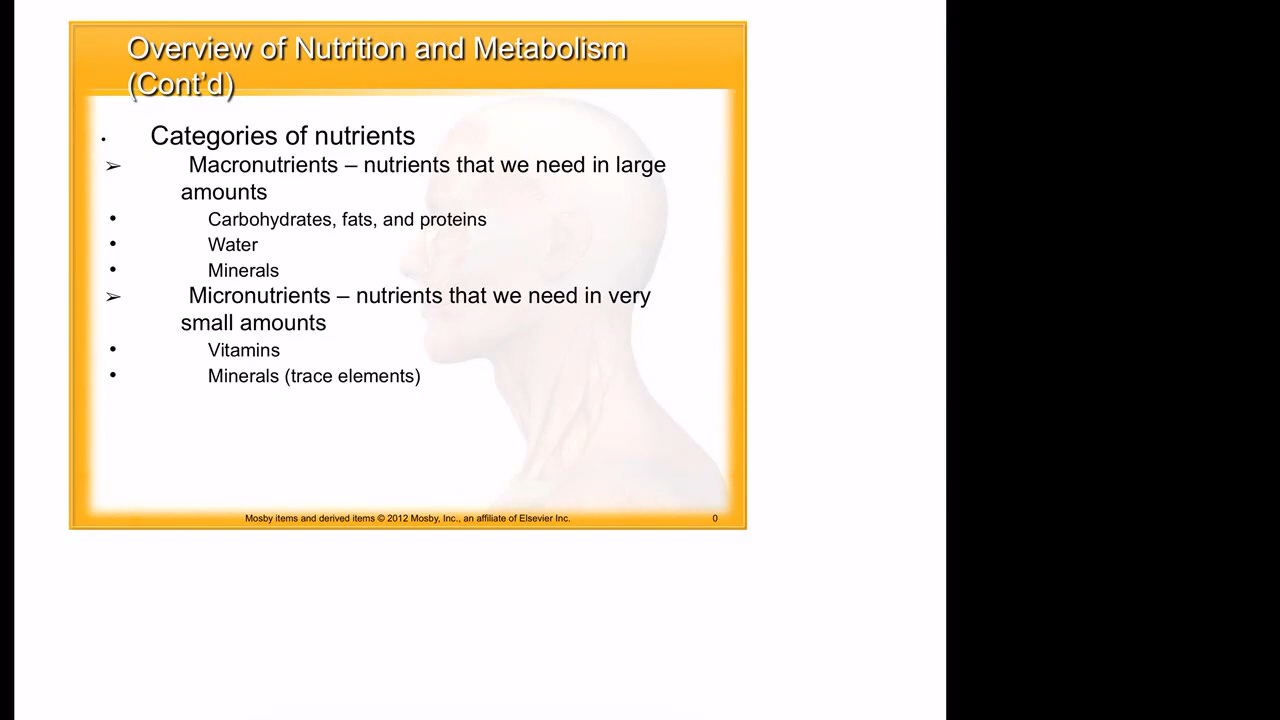 Overview of Nutrition and Metabolism
(Cont’d)
• Categories of nutrients
➢ Macronutrients – nutrients that we need in large
amounts
• Carbohydrates, fats, and proteins
• Water
• Minerals
➢ Micronutrients – nutrients that we need in very
small amounts
• Vitamins
• Minerals (trace elements)
Mosby items and derived items © 2012 Mosby, Inc., an affiliate of Elsevier Inc. 0